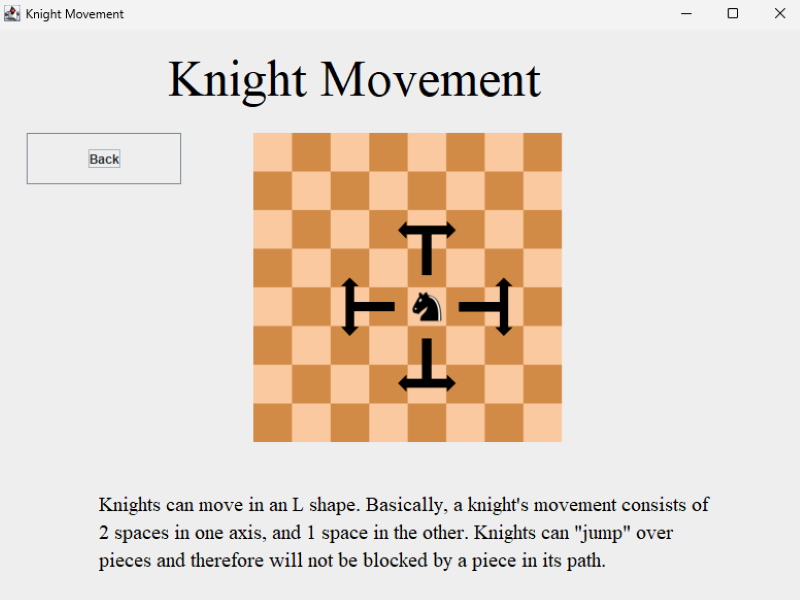 Knight Movement
Knight Movement
Back
Knights can move in an L shape. Basically, a knight's movement consists of
2 spaces in one axis, and 1 space in the other. Knights can "jump" over
pieces and therefore will not be blocked by a piece in its path.